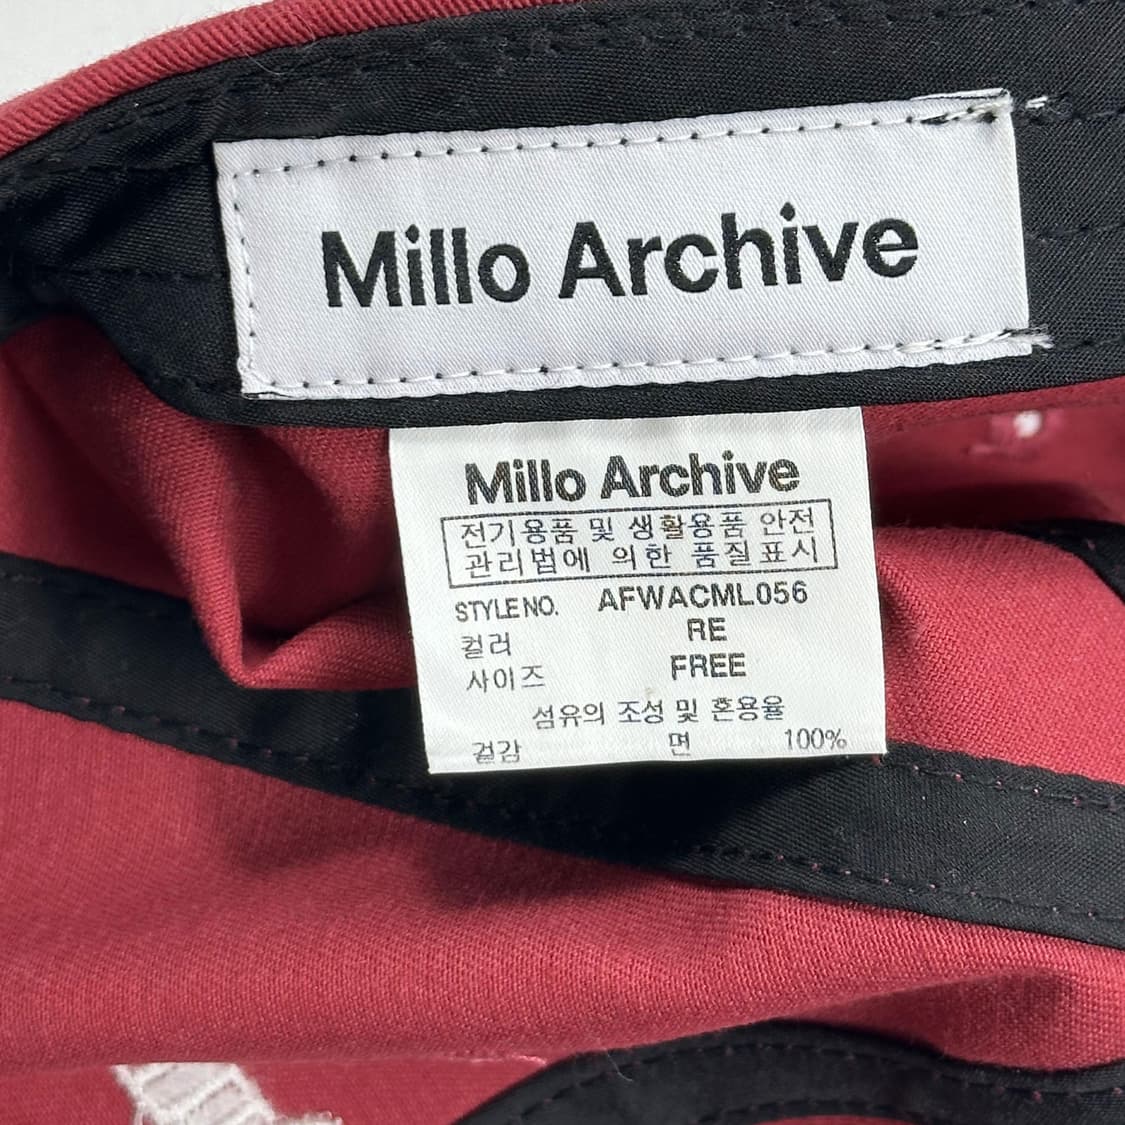 Millo Archive
Millo Archive
전기용품 및 생활용품 안전
관리법에 의한 품질표시
STYLE NO. AFWACML056
컬러 RE
사이즈 FREE
섬유의 조성 및 혼용율
겉감 면 100%